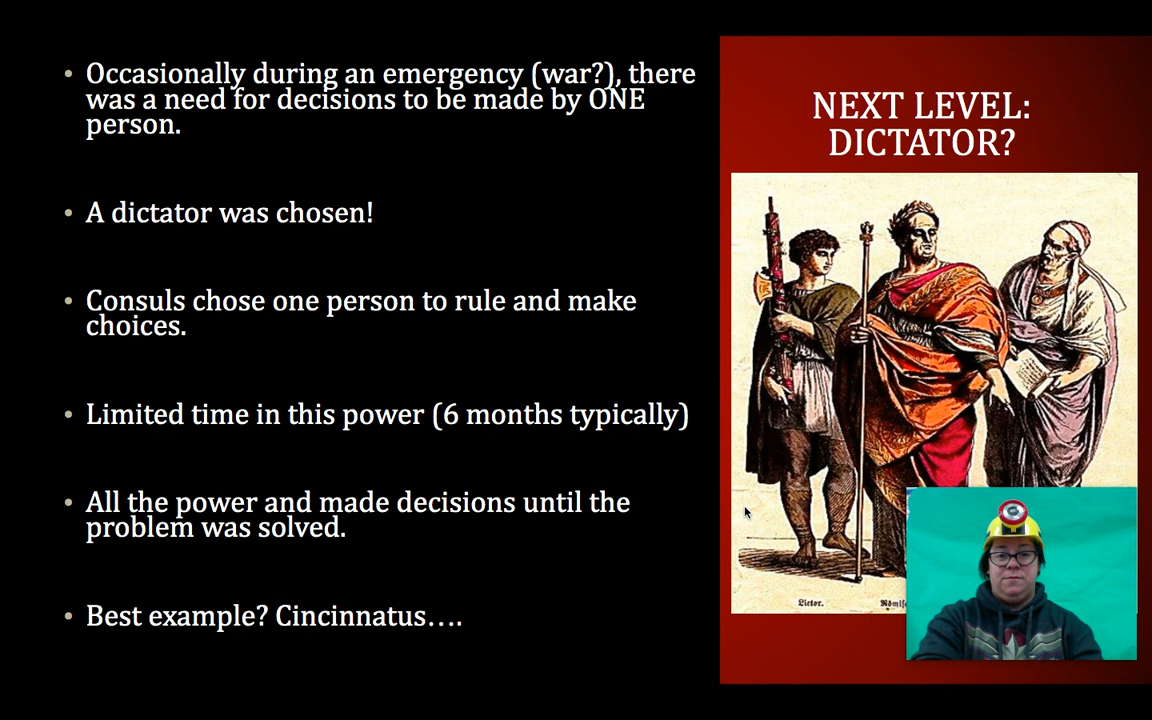 • Occasionally during an emergency (war?), there
was a need for decisions to be made by ONE
person.
• A dictator was chosen!
• Consuls chose one person to rule and make
choices.
• Limited time in this power (6 months typically)
• All the power and made decisions until the
problem was solved.
• Best example? Cincinnatus….
NEXT LEVEL:
DICTATOR?
Lictor.